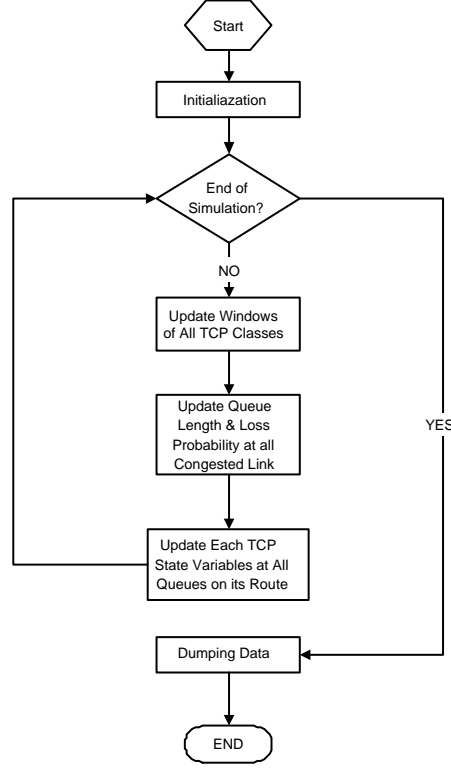 Start
Initialiazation
End of
Simulation?
NO
Update Windows
of All TCP Classes
Update Queue
Length & Loss
Probability at all
Congested Link
YES
Update Each TCP
State Variables at All
Queues on its Route
Dumping Data
END